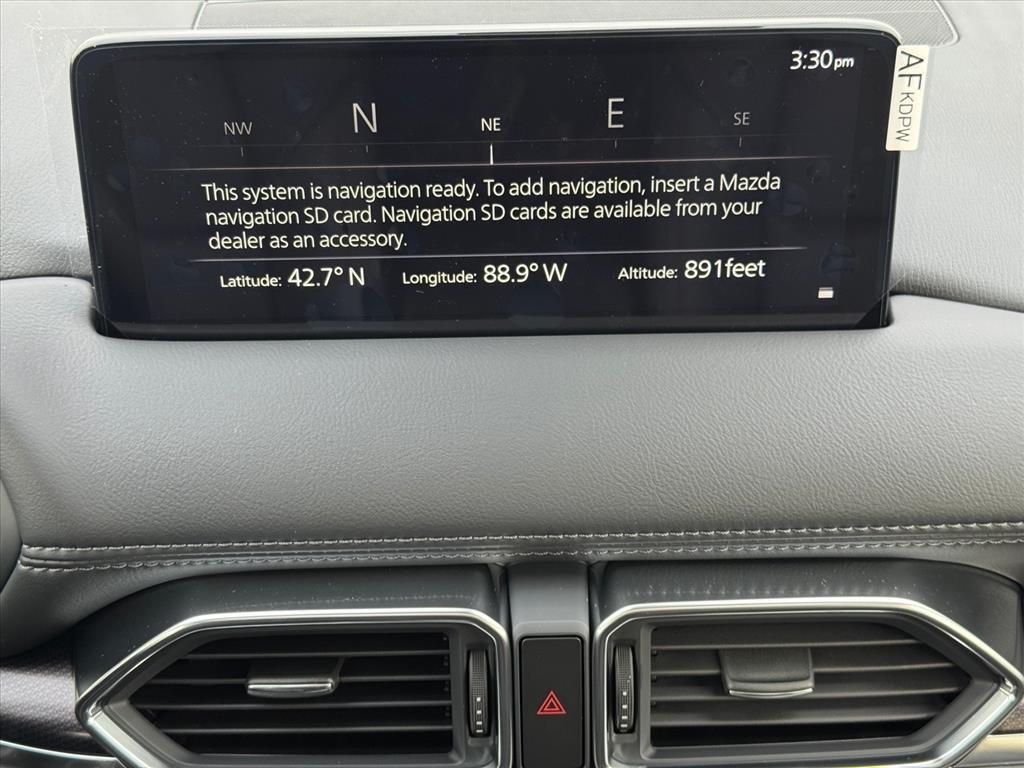 3:30pm
AF KDPW
NW N NE E SE
This system is navigation ready. To add navigation, insert a Mazda
navigation SD card. Navigation SD cards are available from your
dealer as an accessory.
Latitude: 42.7° N Longitude: 88.9° W Altitude: 891feet